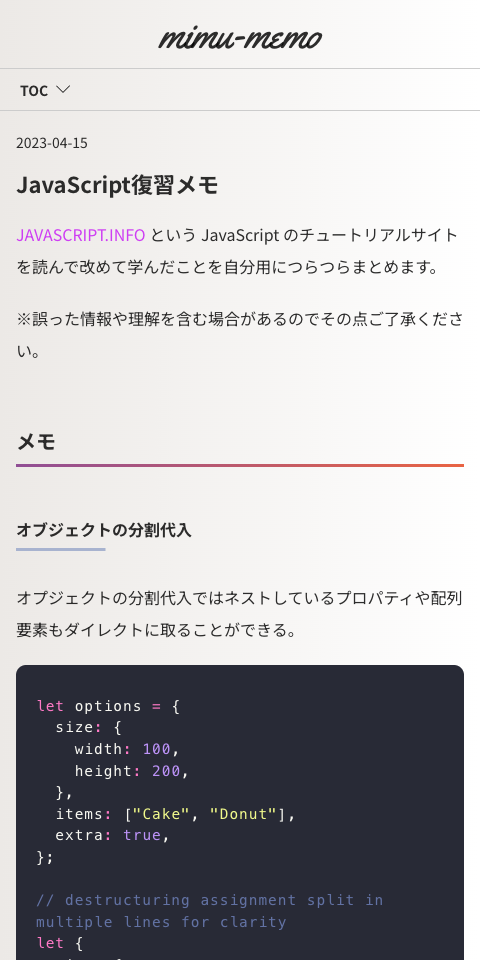 mimu-memo
TOC
2023-04-15
JavaScript復習メモ
JAVASCRIPT.INFO という JavaScript のチュートリアルサイト
を読んで改めて学んだことを自分用につらつらまとめます。
※誤った情報や理解を含む場合があるのでその点ご了承くださ
い。
メモ
オブジェクトの分割代入
オブジェクトの分割代入ではネストしているプロパティや配列
要素もダイレクトに取ることができる。
let options = {
  size: {
    width: 100,
    height: 200,
  },
  items: ["Cake", "Donut"],
  extra: true,
};
// destructuring assignment split in
multiple lines for clarity
let {